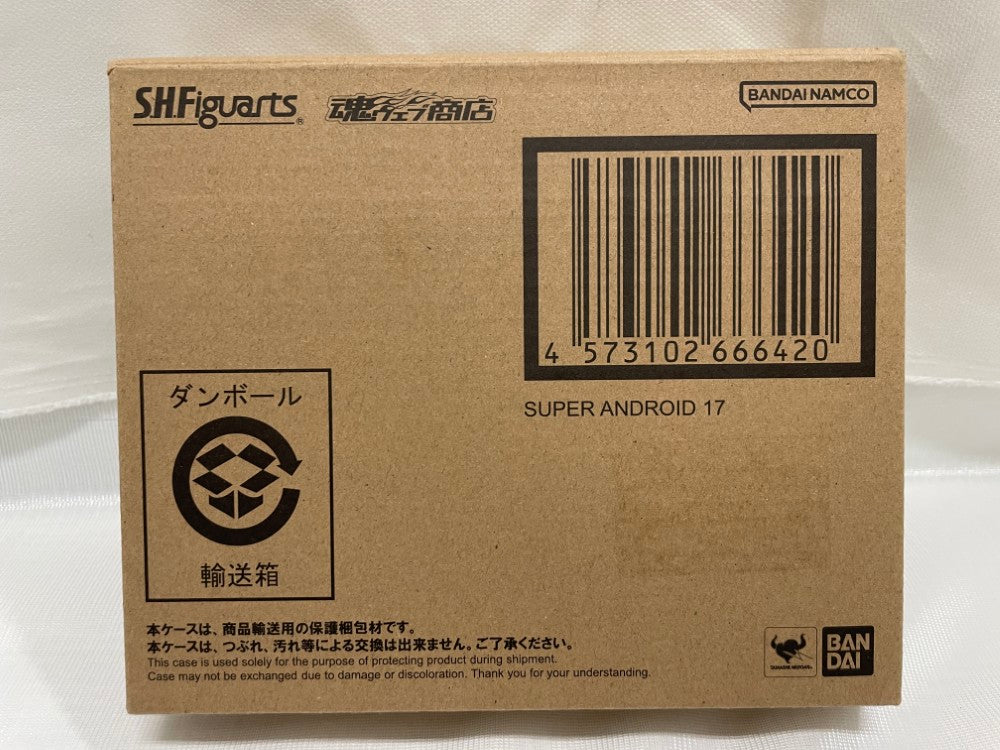 S.H.Figuarts®
魂ウェブ商店
BANDAI NAMCO
4 573102 666420
SUPER ANDROID 17
ダンボール
輸送箱
本ケースは、商品輸送用の保護梱包材です。
本ケースは、つぶれ、汚れ等による交換は出来ません。ご了承ください。
This case is used solely for the purpose of protecting product during shipment.
Case may not be exchanged due to damage or discoloration. Thank you for your understanding.
TAMASHII NATIONS
BAN
DAI